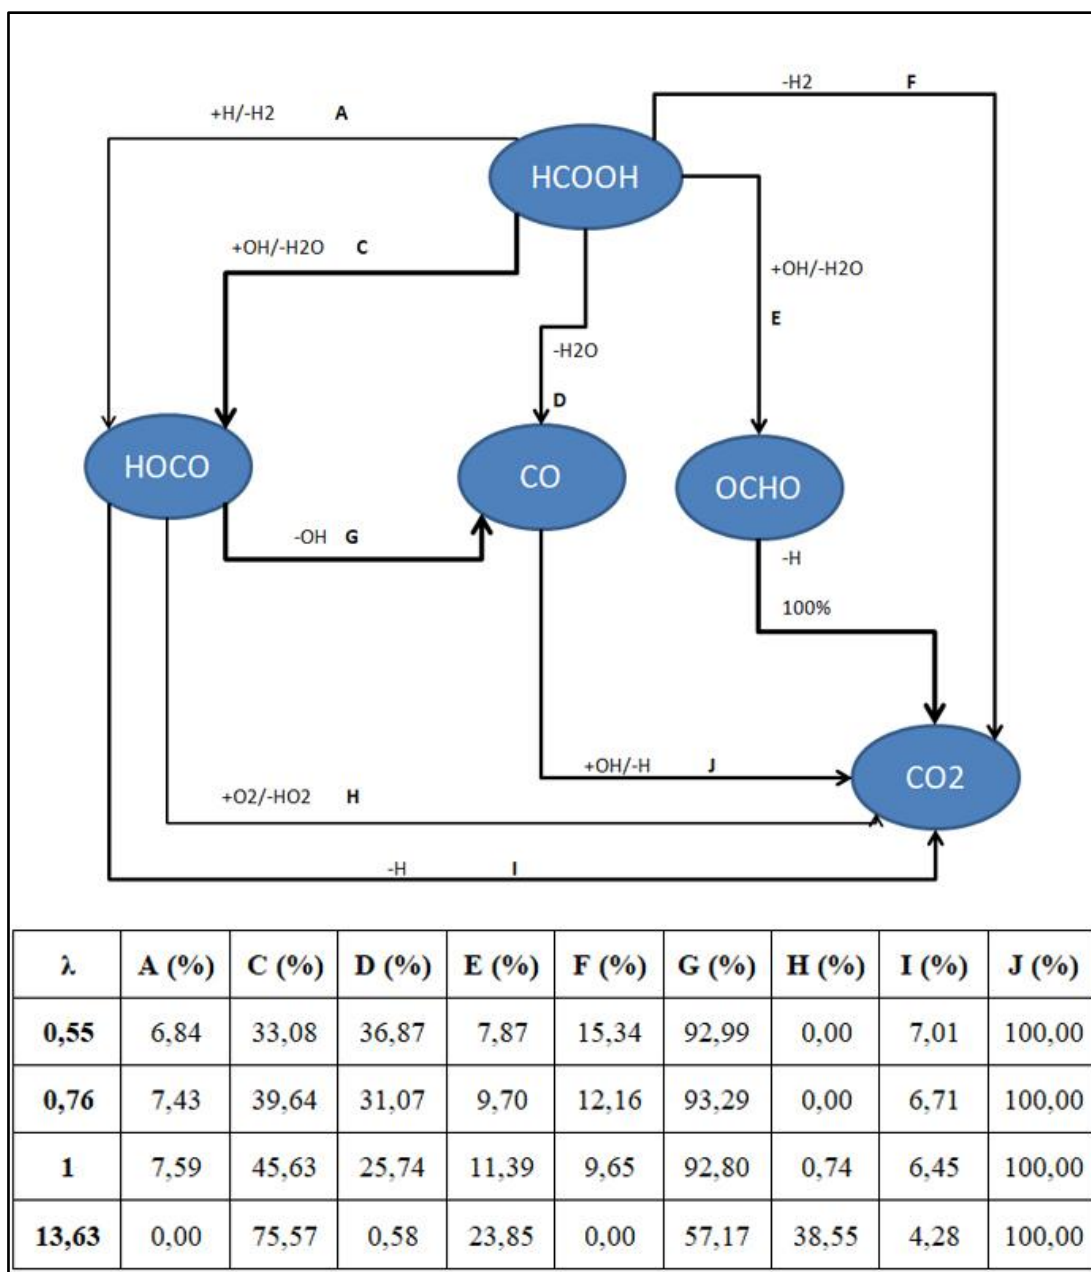 -H2 F
+H/-H2 A
HCOOH
+OH/-H2O C
+OH/-H2O
E
-H2O
D
HOCO
CO
OCHO
-OH G
-H
100%
+OH/-H J
CO2
+O2/-HO2 H
-H I
λ A (%) C (%) D (%) E (%) F (%) G (%) H (%) I (%) J (%)
0,55 6,84 33,08 36,87 7,87 15,34 92,99 0,00 7,01 100,00
0,76 7,43 39,64 31,07 9,70 12,16 93,29 0,00 6,71 100,00
1 7,59 45,63 25,74 11,39 9,65 92,80 0,74 6,45 100,00
13,63 0,00 75,57 0,58 23,85 0,00 57,17 38,55 4,28 100,00